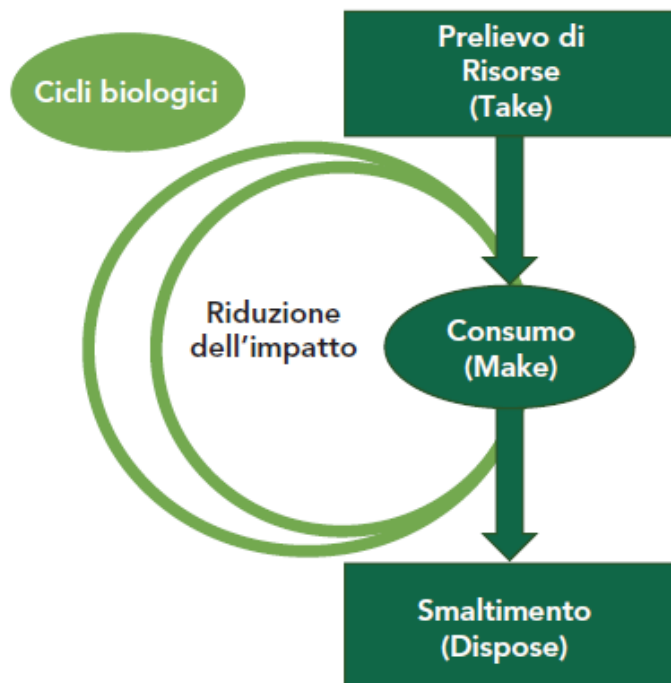 Prelievo di
Risorse
(Take)
Cicli biologici
Riduzione
dell'impatto
Consumo
(Make)
Smaltimento
(Dispose)